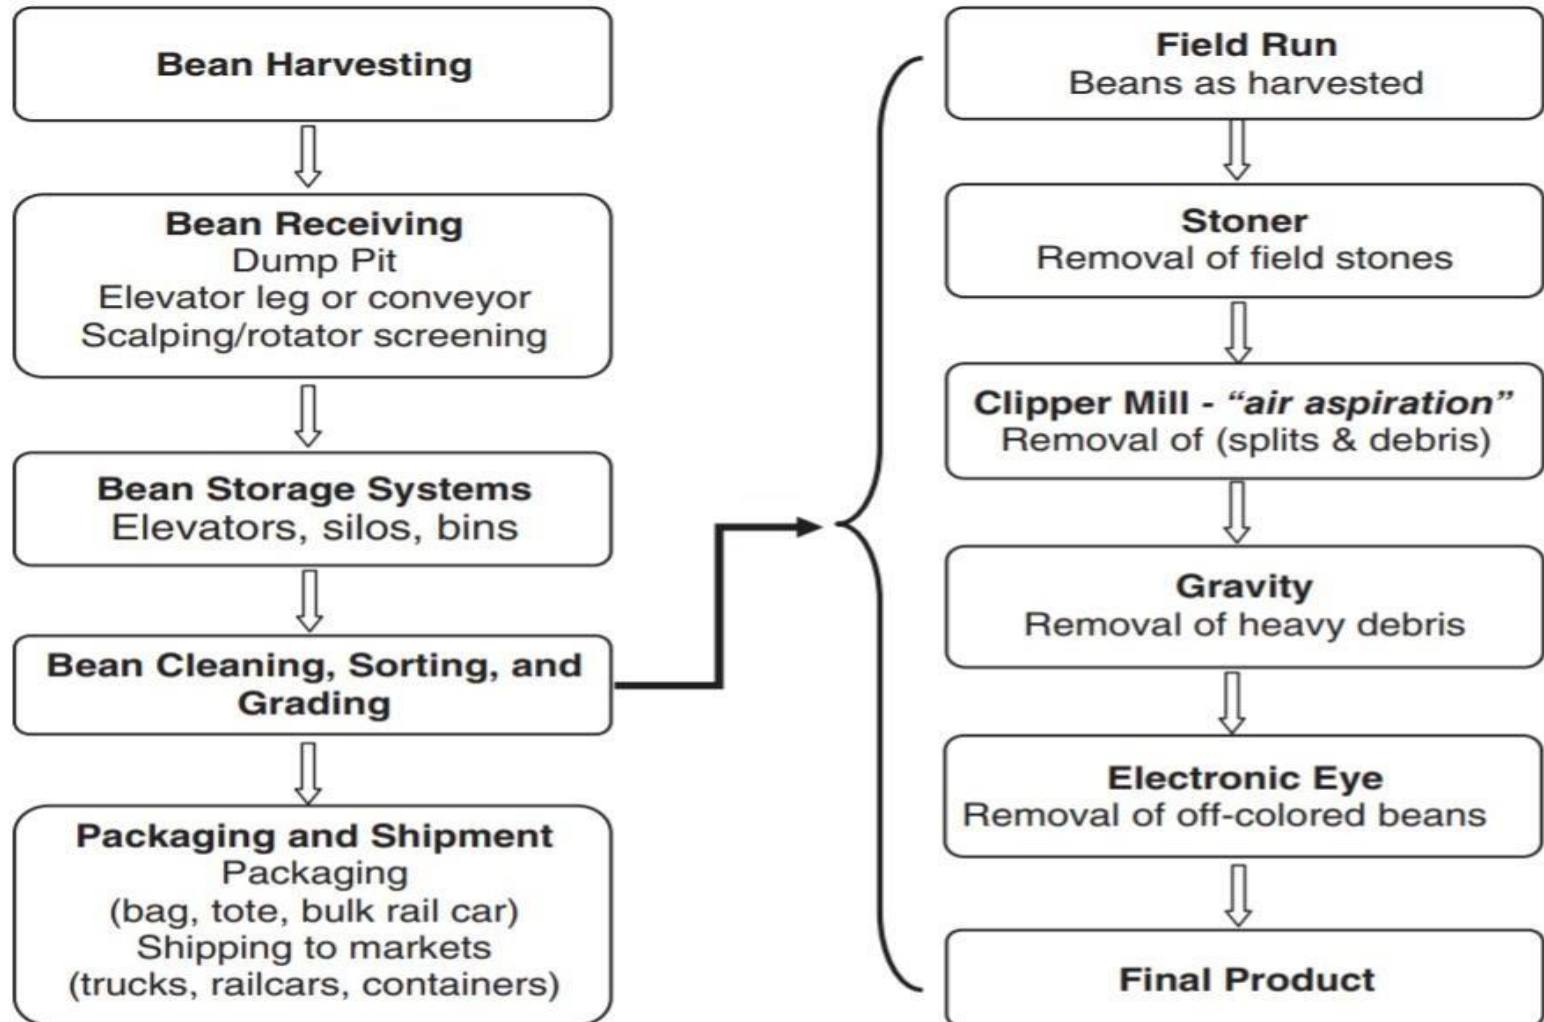 Bean Harvesting
Bean Receiving
Dump Pit
Elevator leg or conveyor
Scalping/rotator screening
Bean Storage Systems
Elevators, silos, bins
Bean Cleaning, Sorting, and
Grading
Packaging and Shipment
Packaging
(bag, tote, bulk rail car)
Shipping to markets
(trucks, railcars, containers)
Field Run
Beans as harvested
Stoner
Removal of field stones
Clipper Mill - “air aspiration”
Removal of (splits & debris)
Gravity
Removal of heavy debris
Electronic Eye
Removal of off-colored beans
Final Product